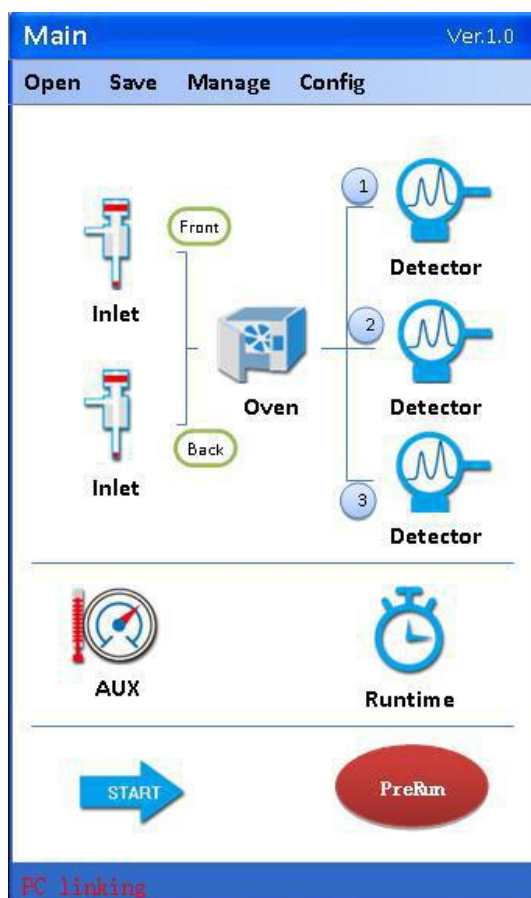 Main Ver.1.0
Open Save Manage Config
1
Front
Detector
Inlet
2
Oven
Detector
Back
Inlet
3
Detector
AUX
Runtime
START
PreRun
PC linking